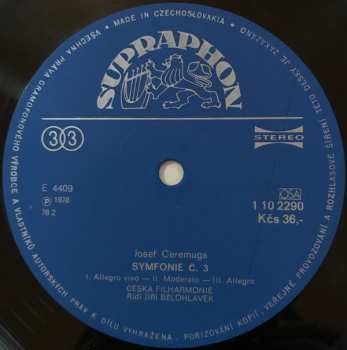 • MADE IN CZECHOSLOVAKIA •
VŠECHNA PRÁVA GRAMOFONOVÉHO VÝROBCE A VLASTNÍKŮ AUTORSKÝCH PRÁV K DÍLU VYHRAZENA. POŘIZOVÁNÍ KOPIÍ, VEŘEJNÉ PROVOZOVÁNÍ A ROZHLASOVÉ ŠÍŘENÍ TÉTO DESKY JE ZAKÁZÁNO
SUPRAPHON
33
STEREO
E 4409
Ⓟ 1978
78 2
OSA
1 10 2290
Kčs 36,-
Josef Ceremuga
SYMFONIE Č. 3
I. Allegro vivo — II. Moderato — III. Allegro
ČESKÁ FILHARMONIE
Řídí JIŘÍ BĚLOHLÁVEK